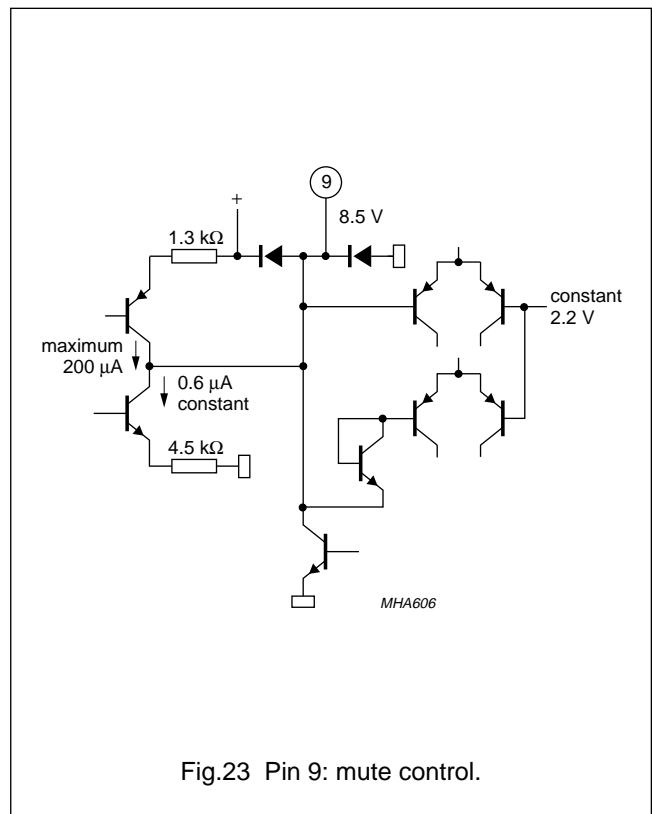 9
8.5 V
+
1.3 kΩ
constant
2.2 V
maximum
200 μA
0.6 μA
constant
4.5 kΩ
MHA606
Fig.23 Pin 9: mute control.